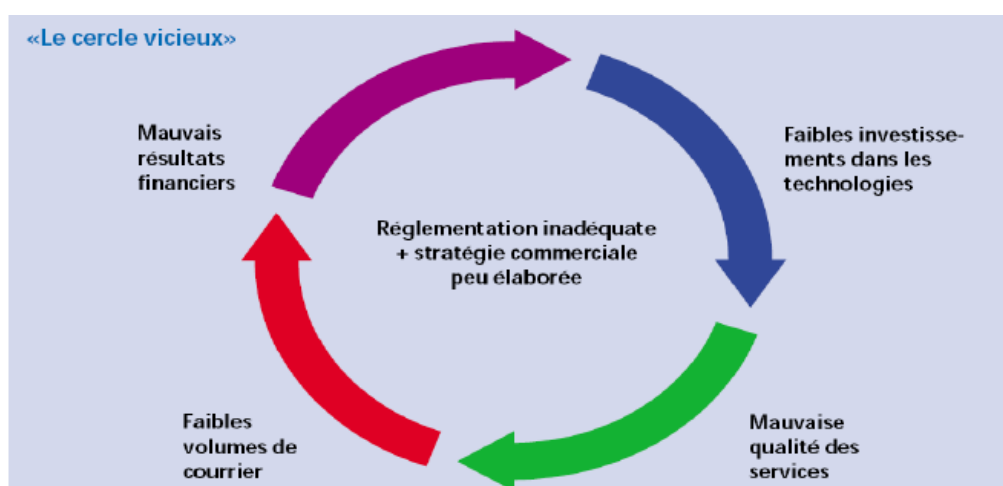 «Le cercle vicieux»
Mauvais
résultats
financiers
Faibles investisse-
ments dans les
technologies
Réglementation inadéquate
+ stratégie commerciale
peu élaborée
Faibles
volumes de
courrier
Mauvaise
qualité des
services